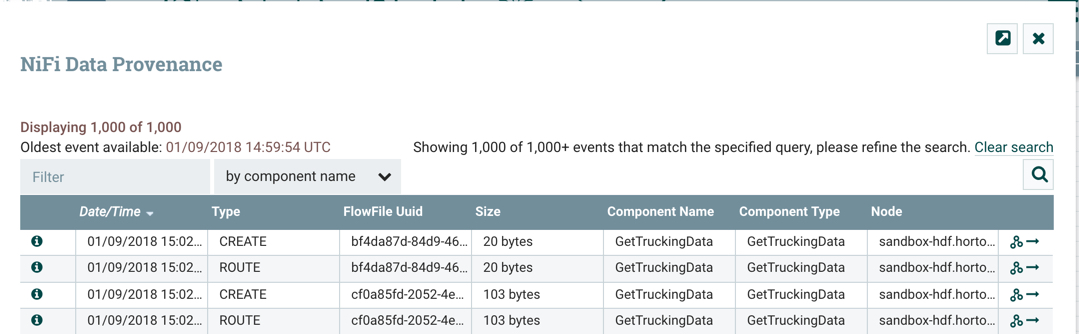 NiFi Data Provenance
Displaying 1,000 of 1,000
Oldest event available: 01/09/2018 14:59:54 UTC
Showing 1,000 of 1,000+ events that match the specified query, please refine the search. Clear search
Filter by component name
Date/Time Type FlowFile Uuid Size Component Name Component Type Node
01/09/2018 15:02... CREATE bf4da87d-84d9-46... 20 bytes GetTruckingData GetTruckingData sandbox-hdf.horto...
01/09/2018 15:02... ROUTE bf4da87d-84d9-46... 20 bytes GetTruckingData GetTruckingData sandbox-hdf.horto...
01/09/2018 15:02... CREATE cf0a85fd-2052-4e... 103 bytes GetTruckingData GetTruckingData sandbox-hdf.horto...
01/09/2018 15:02... ROUTE cf0a85fd-2052-4e... 103 bytes GetTruckingData GetTruckingData sandbox-hdf.horto...